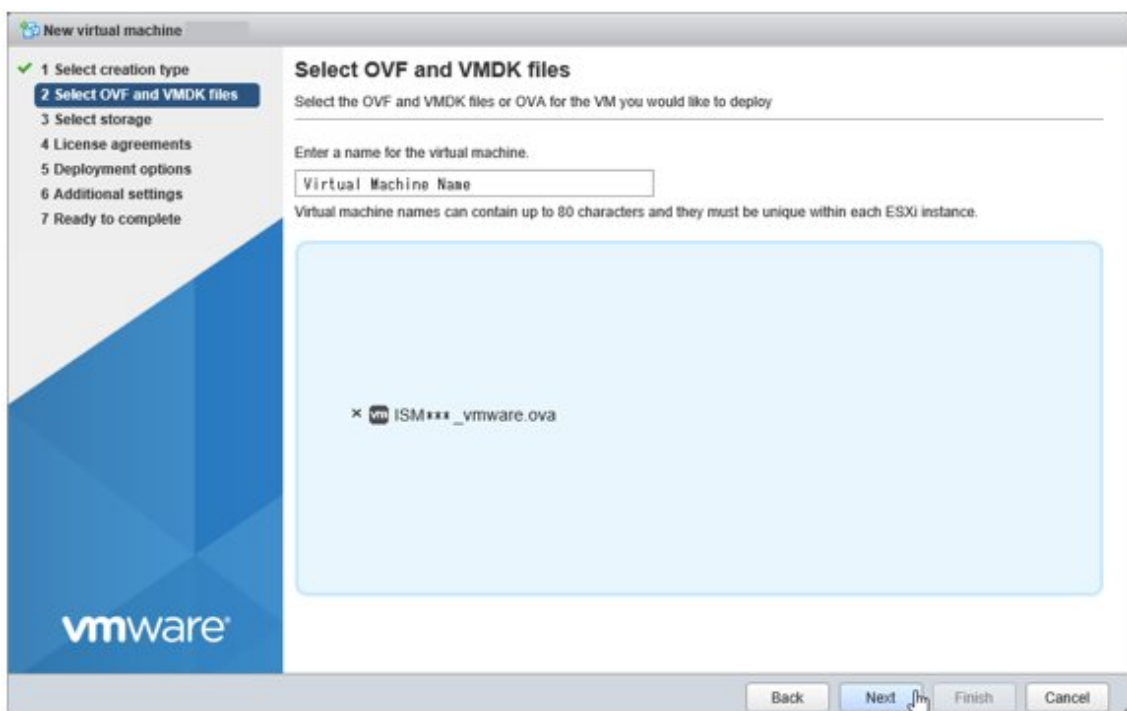 New virtual machine
1 Select creation type
2 Select OVF and VMDK files
3 Select storage
4 License agreements
5 Deployment options
6 Additional settings
7 Ready to complete
vmware®
Select OVF and VMDK files
Select the OVF and VMDK files or OVA for the VM you would like to deploy
Enter a name for the virtual machine.
Virtual Machine Name
Virtual machine names can contain up to 80 characters and they must be unique within each ESXi instance.
× vm ISM***_vmware.ova
Back Next Finish Cancel